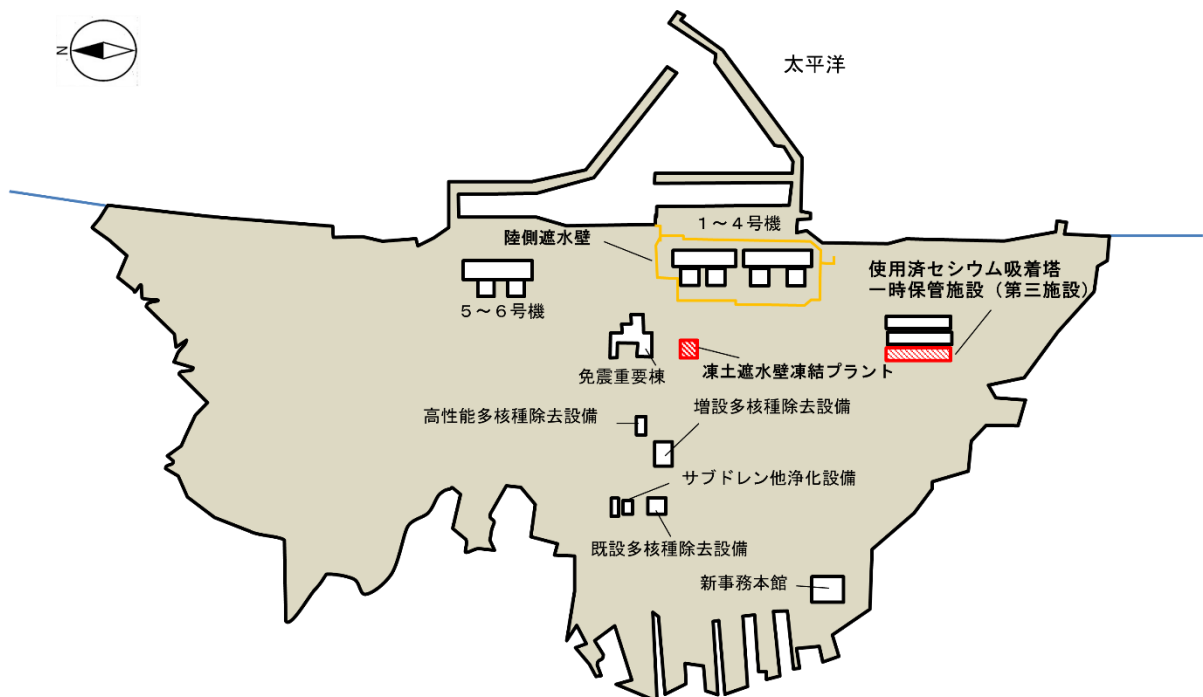 N
太平洋
1~4号機
陸側遮水壁
5~6号機
使用済セシウム吸着塔
一時保管施設（第三施設）
免震重要棟
凍土遮水壁凍結プラント
高性能多核種除去設備
増設多核種除去設備
サブドレン他浄化設備
既設多核種除去設備
新事務本館